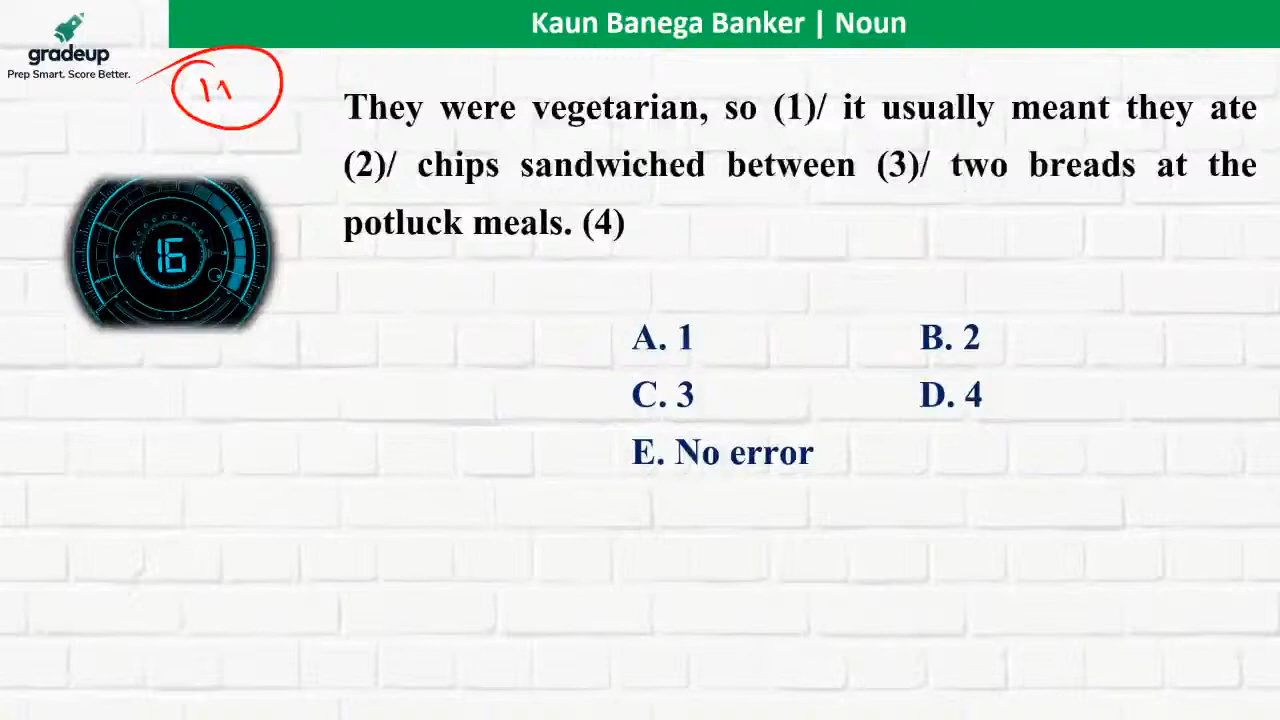 Kaun Banega Banker | Noun
gradeup
Prep Smart. Score Better.
They were vegetarian, so (1)/ it usually meant they ate
(2)/ chips sandwiched between (3)/ two breads at the
potluck meals. (4)
16
A. 1
B. 2
C. 3
D. 4
E. No error